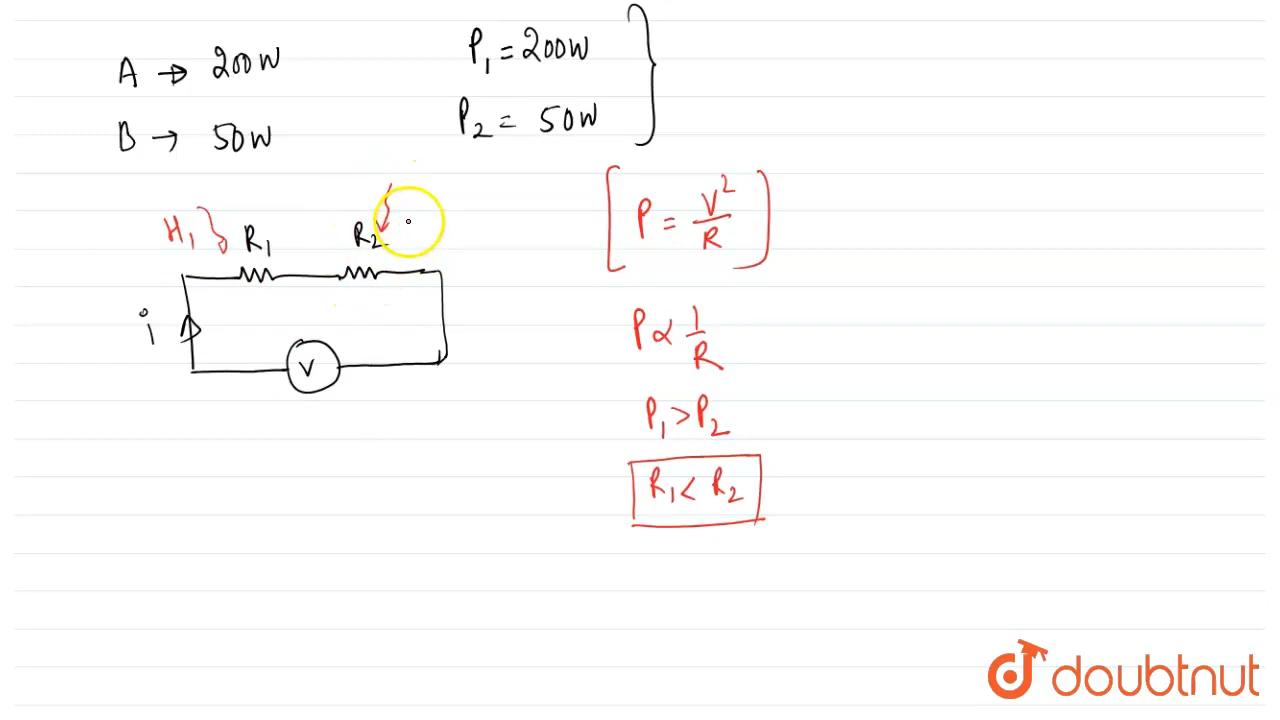 A → 200W
B → 50W
P₁ = 200W
P₂ = 50W
H₁ R₁ R₂
i
V
[P = V²/R]
P ∝ 1/R
P₁ > P₂
R₁ < R₂
doubtnut